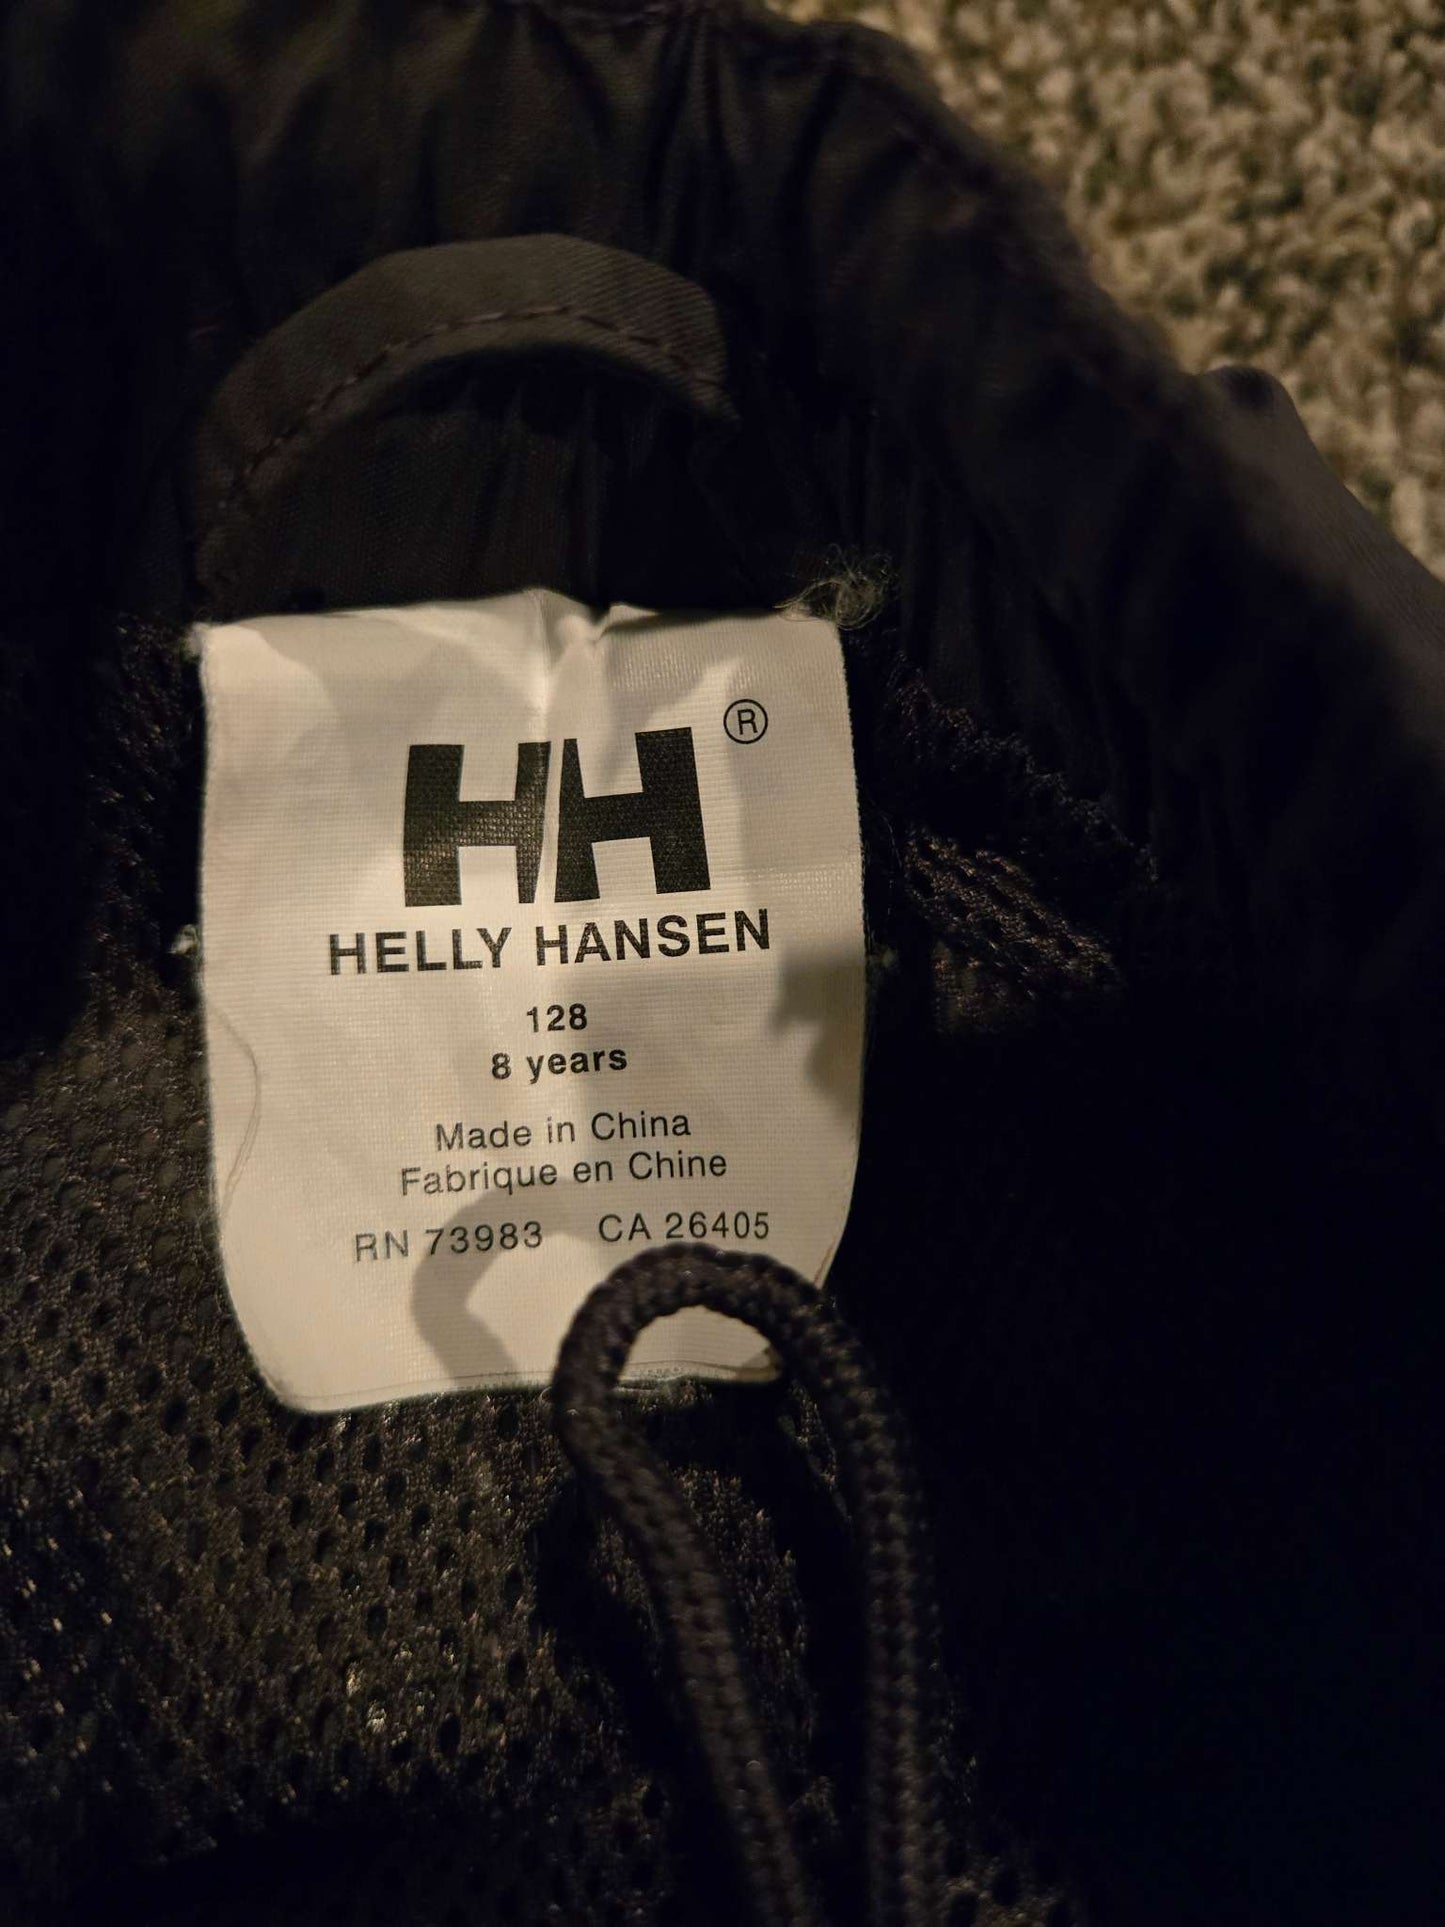 HH ®
HELLY HANSEN
128
8 years
Made in China
Fabrique en Chine
RN 73983 CA 26405